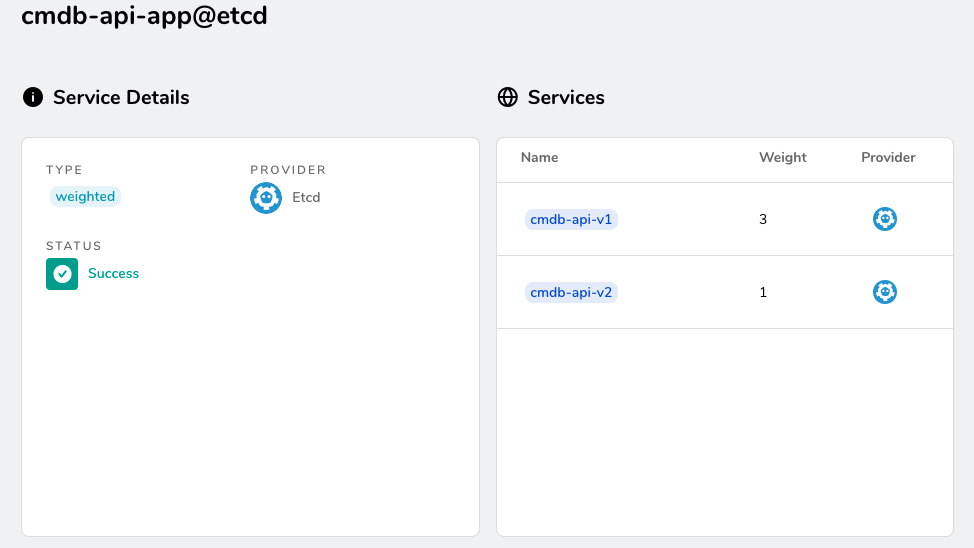 cmdb-api-app@etcd
Service Details
TYPE
PROVIDER
weighted
Etcd
STATUS
Success
Services
Name Weight Provider
cmdb-api-v1 3
cmdb-api-v2 1